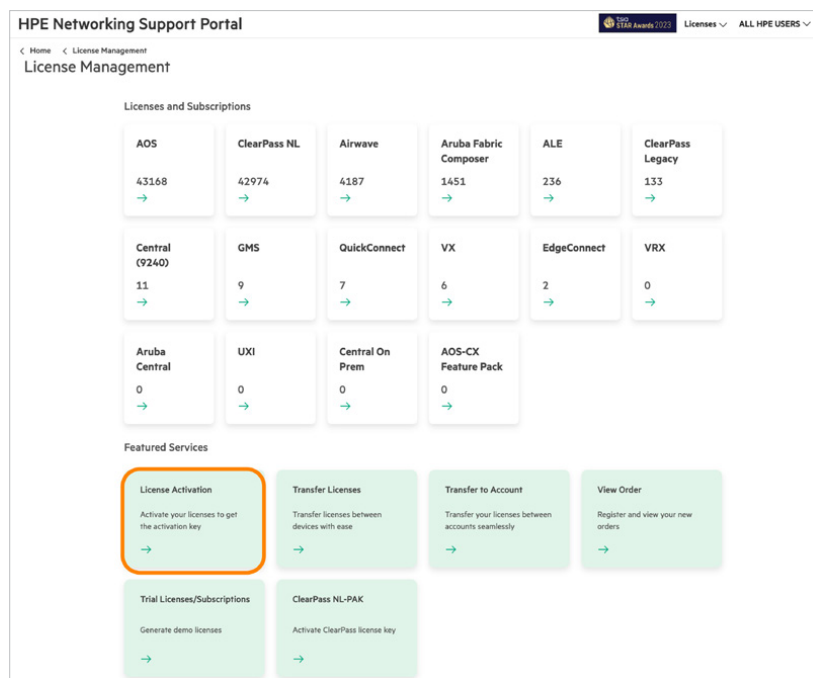 HPE Networking Support Portal
tsa
STAR Awards 2023
Licenses
ALL HPE USERS
Home
License Management
License Management
Licenses and Subscriptions
AOS
43168
ClearPass NL
42974
Airwave
4187
Aruba Fabric
Composer
1451
ALE
236
ClearPass
Legacy
133
Central
(9240)
11
GMS
9
QuickConnect
7
VX
6
EdgeConnect
2
VRX
0
Aruba
Central
0
UXI
0
Central On
Prem
0
AOS-CX
Feature Pack
0
Featured Services
License Activation
Activate your licenses to get
the activation key
Transfer Licenses
Transfer licenses between
devices with ease
Transfer to Account
Transfer your licenses between
accounts seamlessly
View Order
Register and view your new
orders
Trial Licenses/Subscriptions
Generate demo licenses
ClearPass NL-PAK
Activate ClearPass license key